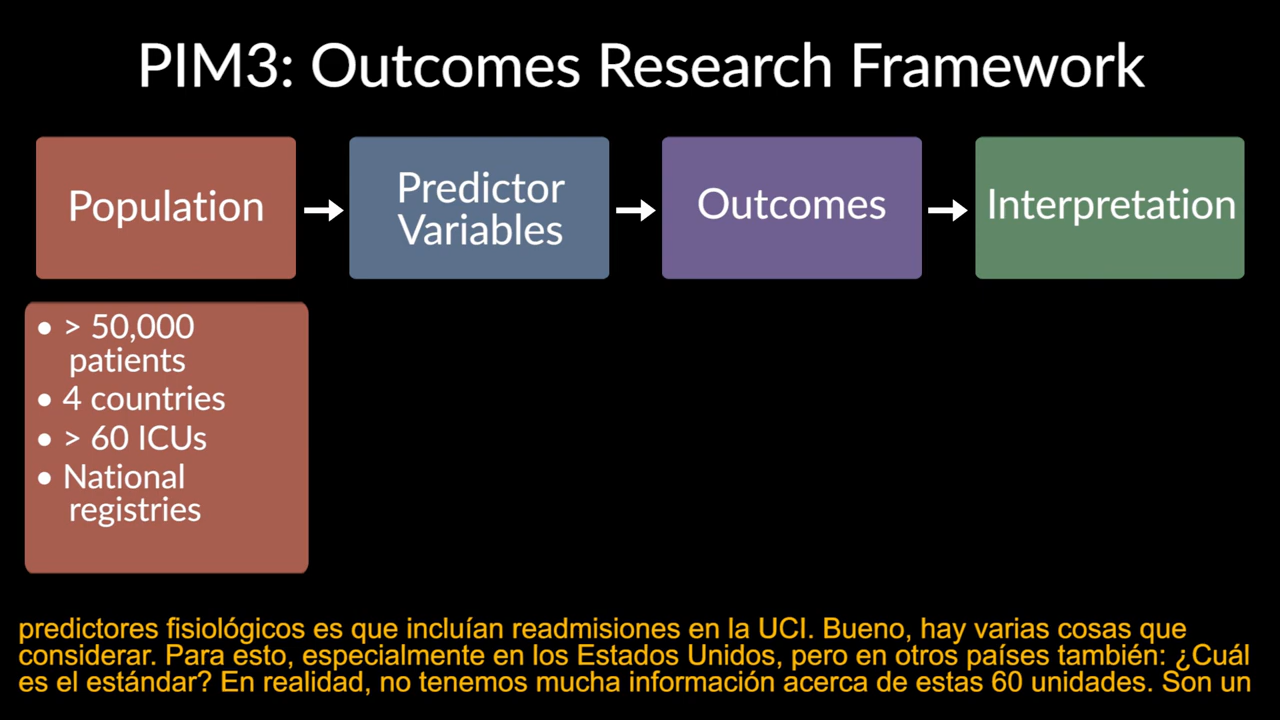 PIM3: Outcomes Research Framework
Population
Predictor
Variables
Outcomes
Interpretation
• > 50,000
patients
• 4 countries
• > 60 ICUs
• National
registries
predictores fisiológicos es que incluían readmisiones en la UCI. Bueno, hay varias cosas que
considerar. Para esto, especialmente en los Estados Unidos, pero en otros países también: ¿Cuál
es el estándar? En realidad, no tenemos mucha información acerca de estas 60 unidades. Son un